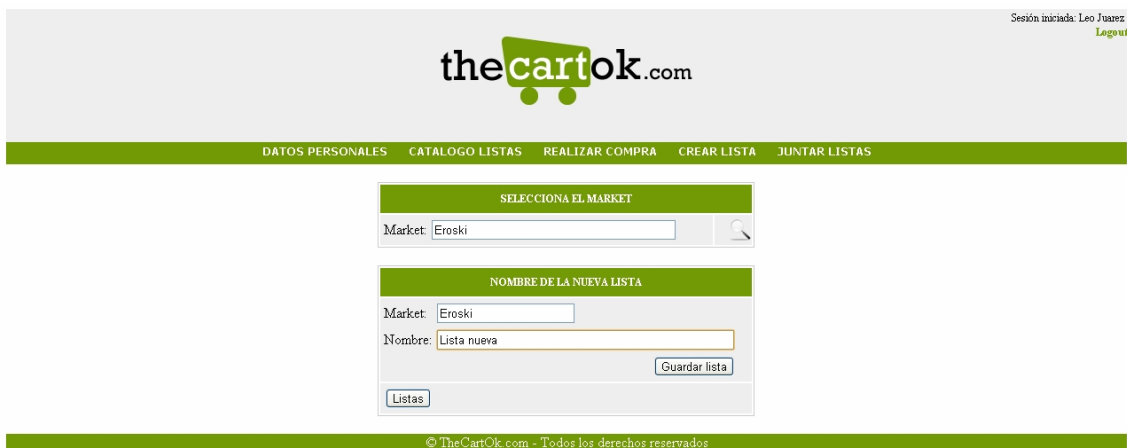 Sesión iniciada: Leo Juarez
Logout
thecartok.com
DATOS PERSONALES CATALOGO LISTAS REALIZAR COMPRA CREAR LISTA JUNTAR LISTAS
SELECCIONA EL MARKET
Market: Eroski
NOMBRE DE LA NUEVA LISTA
Market: Eroski
Nombre: Lista nueva
Guardar lista
Listas
© TheCartOk.com - Todos los derechos reservados